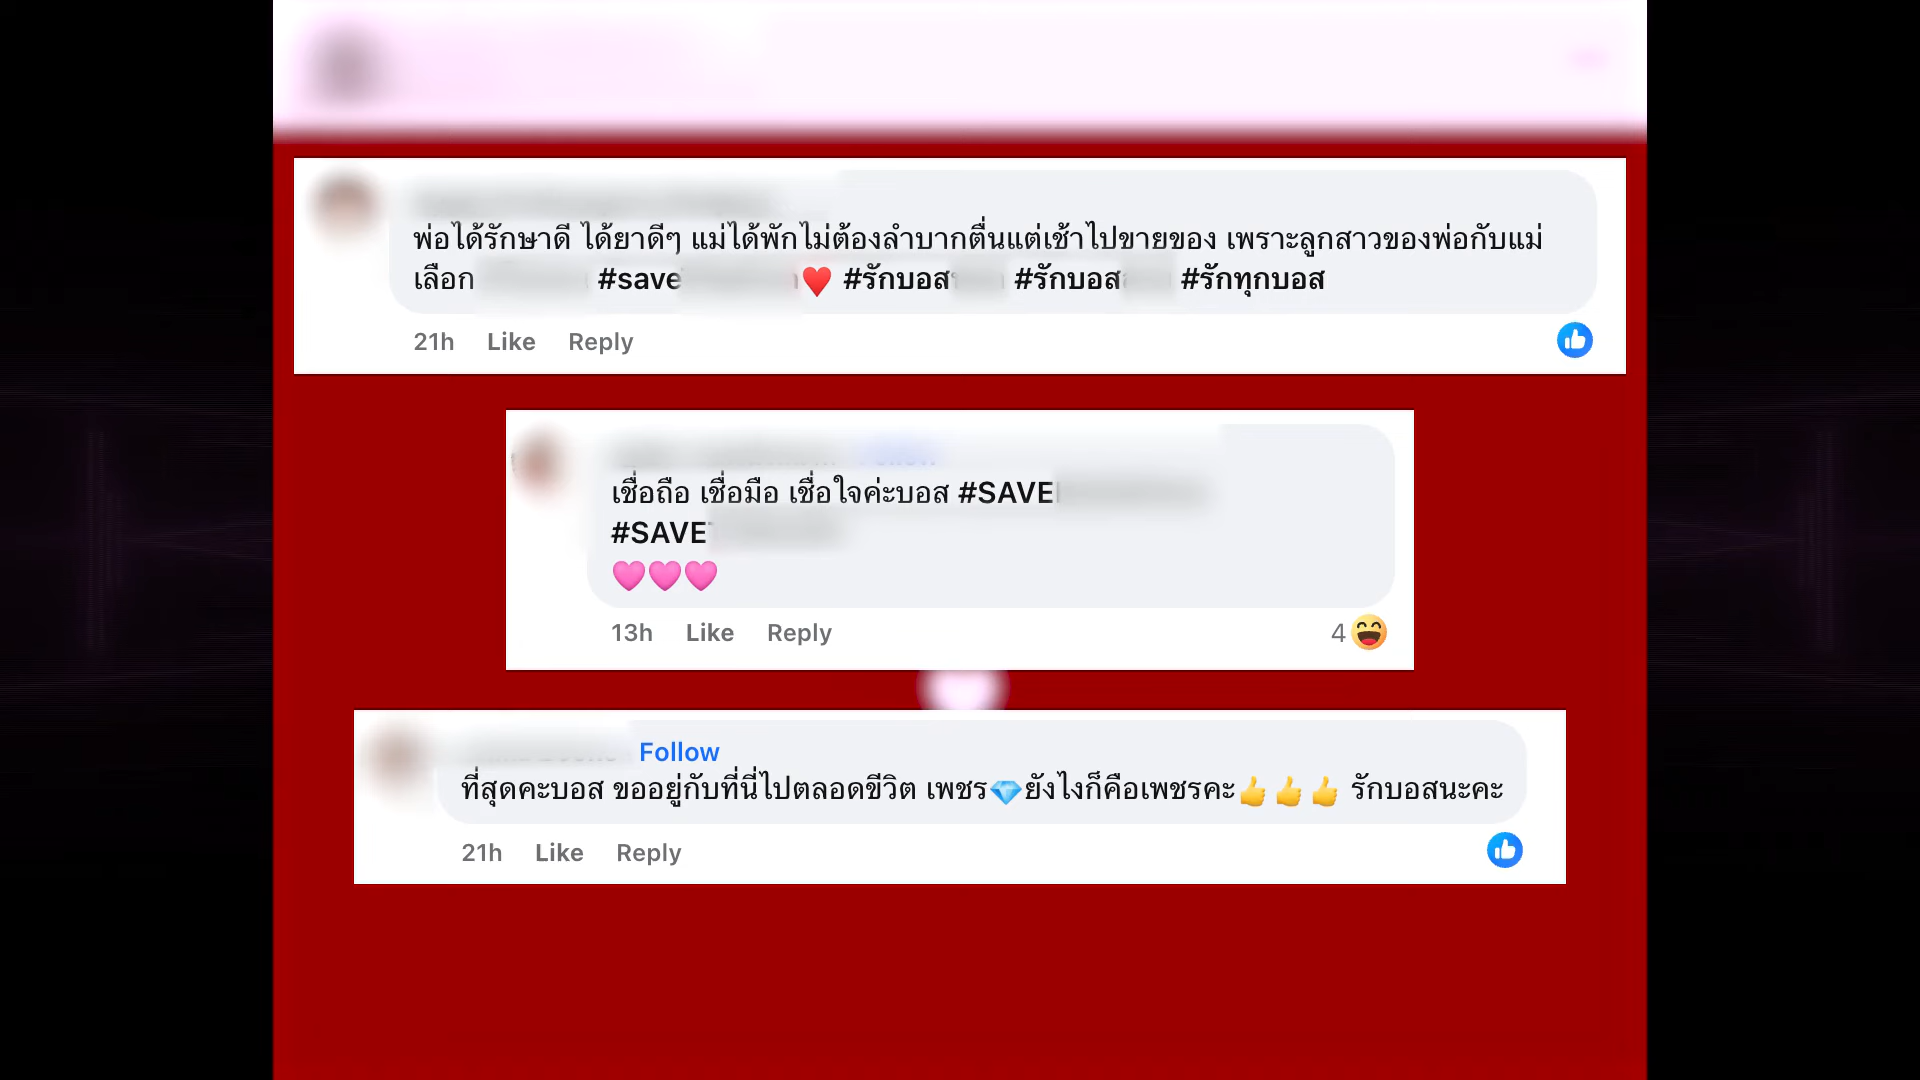 พ่อได้รักษาดี ได้ยาดีๆ แม่ได้พักไม่ต้องลำบากตื่นแต่เช้าไปขายของ เพราะลูกสาวของพ่อกับแม่
เลือก #save ♥️ #รักบอส #รักบอส #รักทุกบอส
21h Like Reply
เชื่อถือ เชื่อมือ เชื่อใจค่ะบอส #SAVE
#SAVE
🩷🩷🩷
13h Like Reply 4
Follow
ที่สุดคะบอส ขออยู่กับที่นี่ไปตลอดขีวิต เพชร💎ยังไงก็คือเพชรคะ👍👍👍 รักบอสนะคะ
21h Like Reply